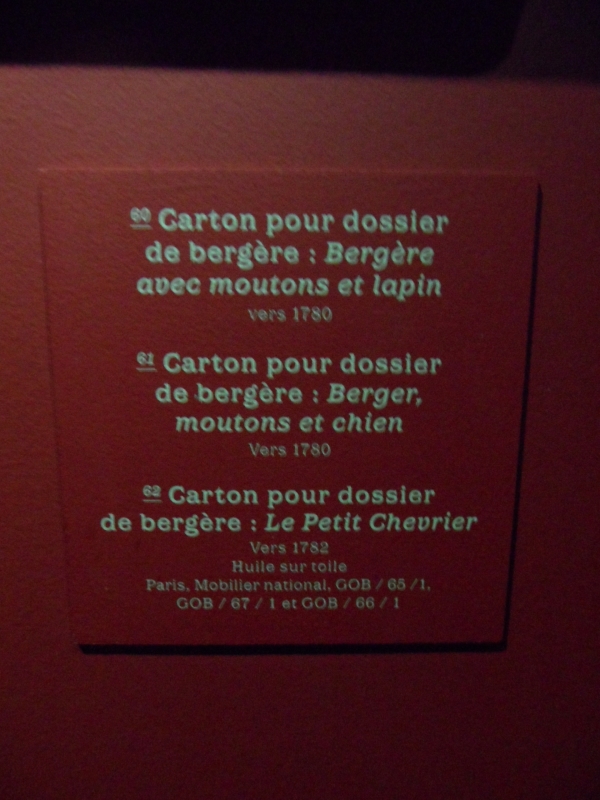 60 Carton pour dossier
de bergère : Bergère
avec moutons et lapin
vers 1780
61 Carton pour dossier
de bergère : Berger,
moutons et chien
Vers 1780
62 Carton pour dossier
de bergère : Le Petit Chevrier
Vers 1782
Huile sur toile
Paris, Mobilier national, GOB / 65 /1,
GOB / 67 / 1 et GOB / 66 / 1